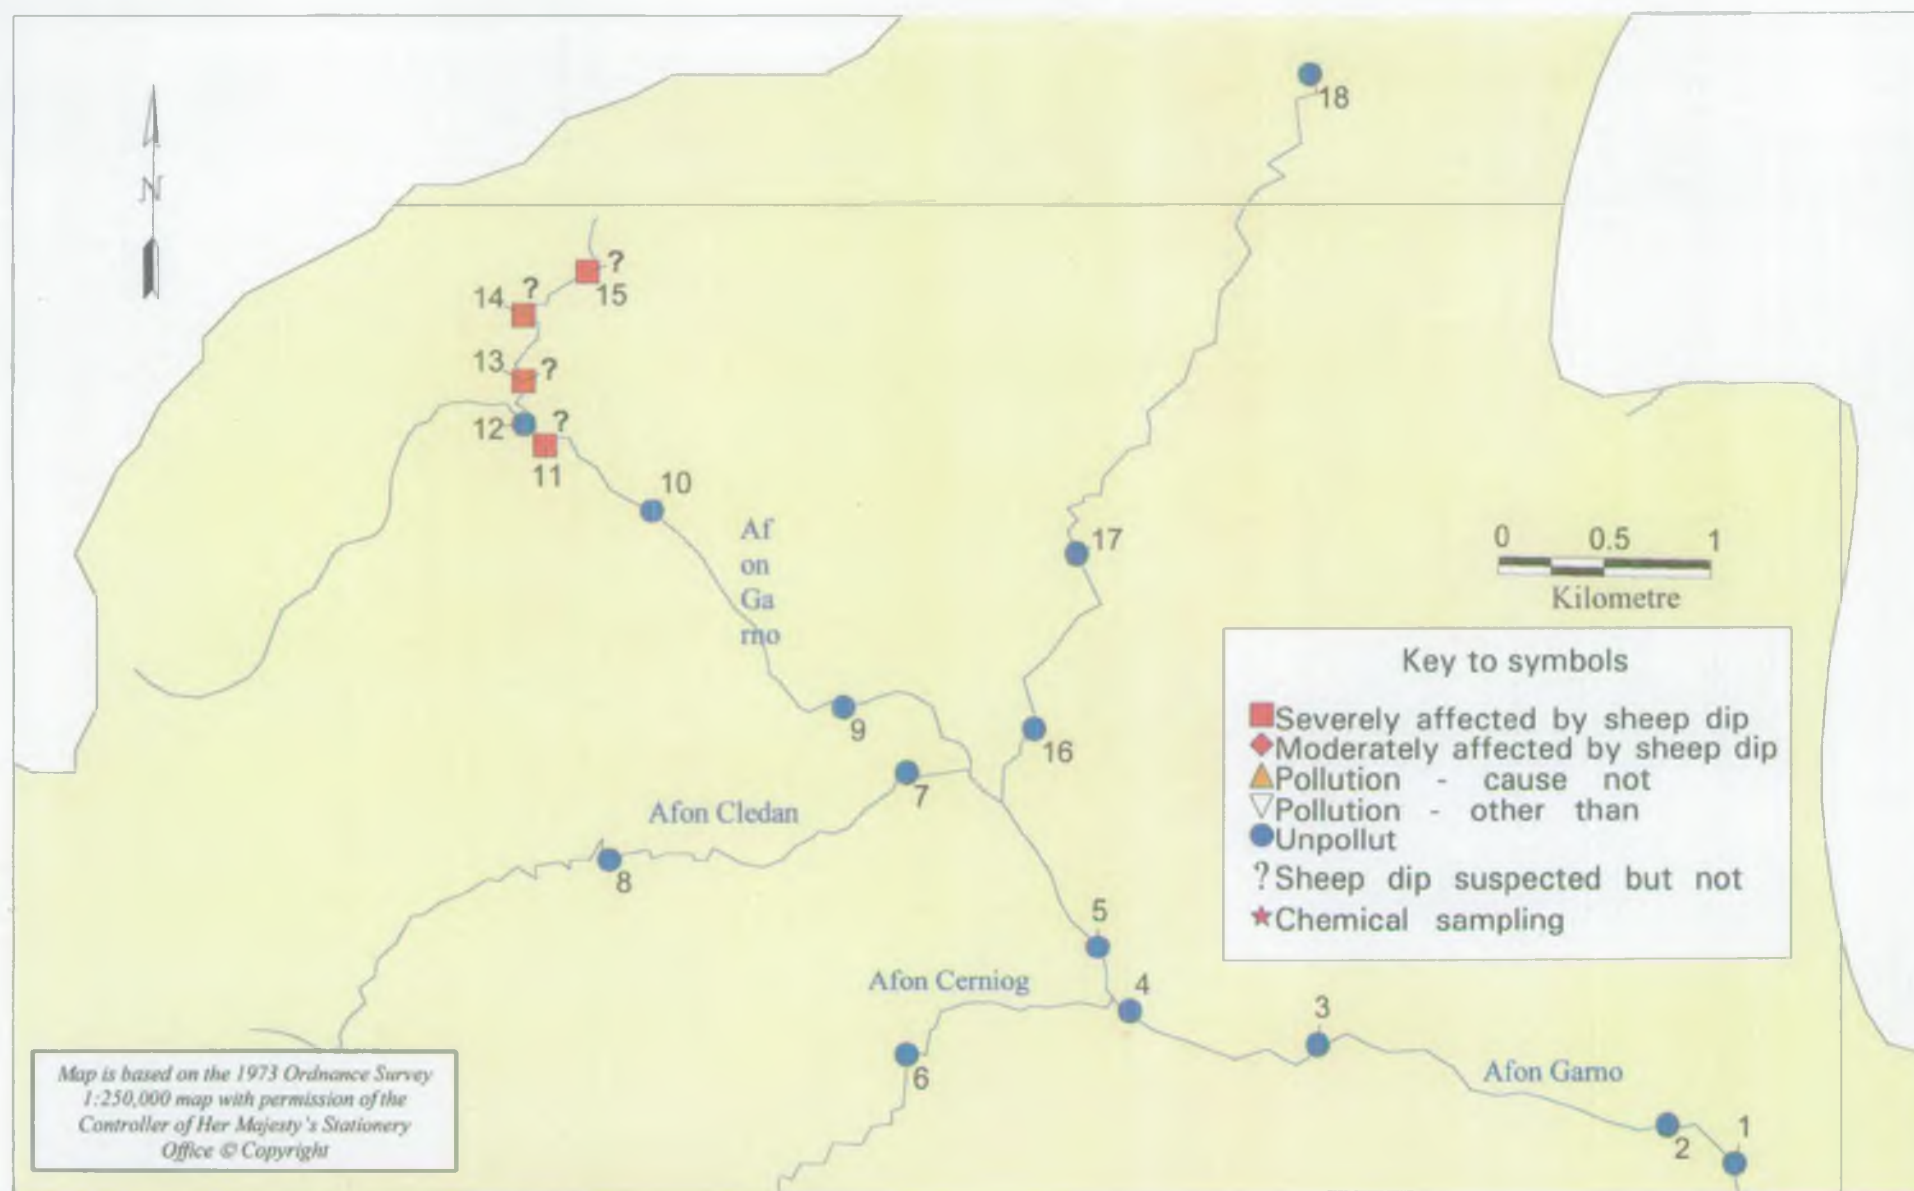 18
N
?
15
14 ?
13 ?
12 ?
11
10
Af
on
Ga
rno
17
0 0.5 1
Kilometre
9
16
7
Afon Cledan
8
5
Afon Cerniog
4
3
6
Afon Garno
2
1
Key to symbols
Severely affected by sheep dip
Moderately affected by sheep dip
Pollution - cause not
Pollution - other than
Unpollut
? Sheep dip suspected but not
Chemical sampling
Map is based on the 1973 Ordnance Survey
1:250,000 map with permission of the
Controller of Her Majesty's Stationery
Office © Copyright